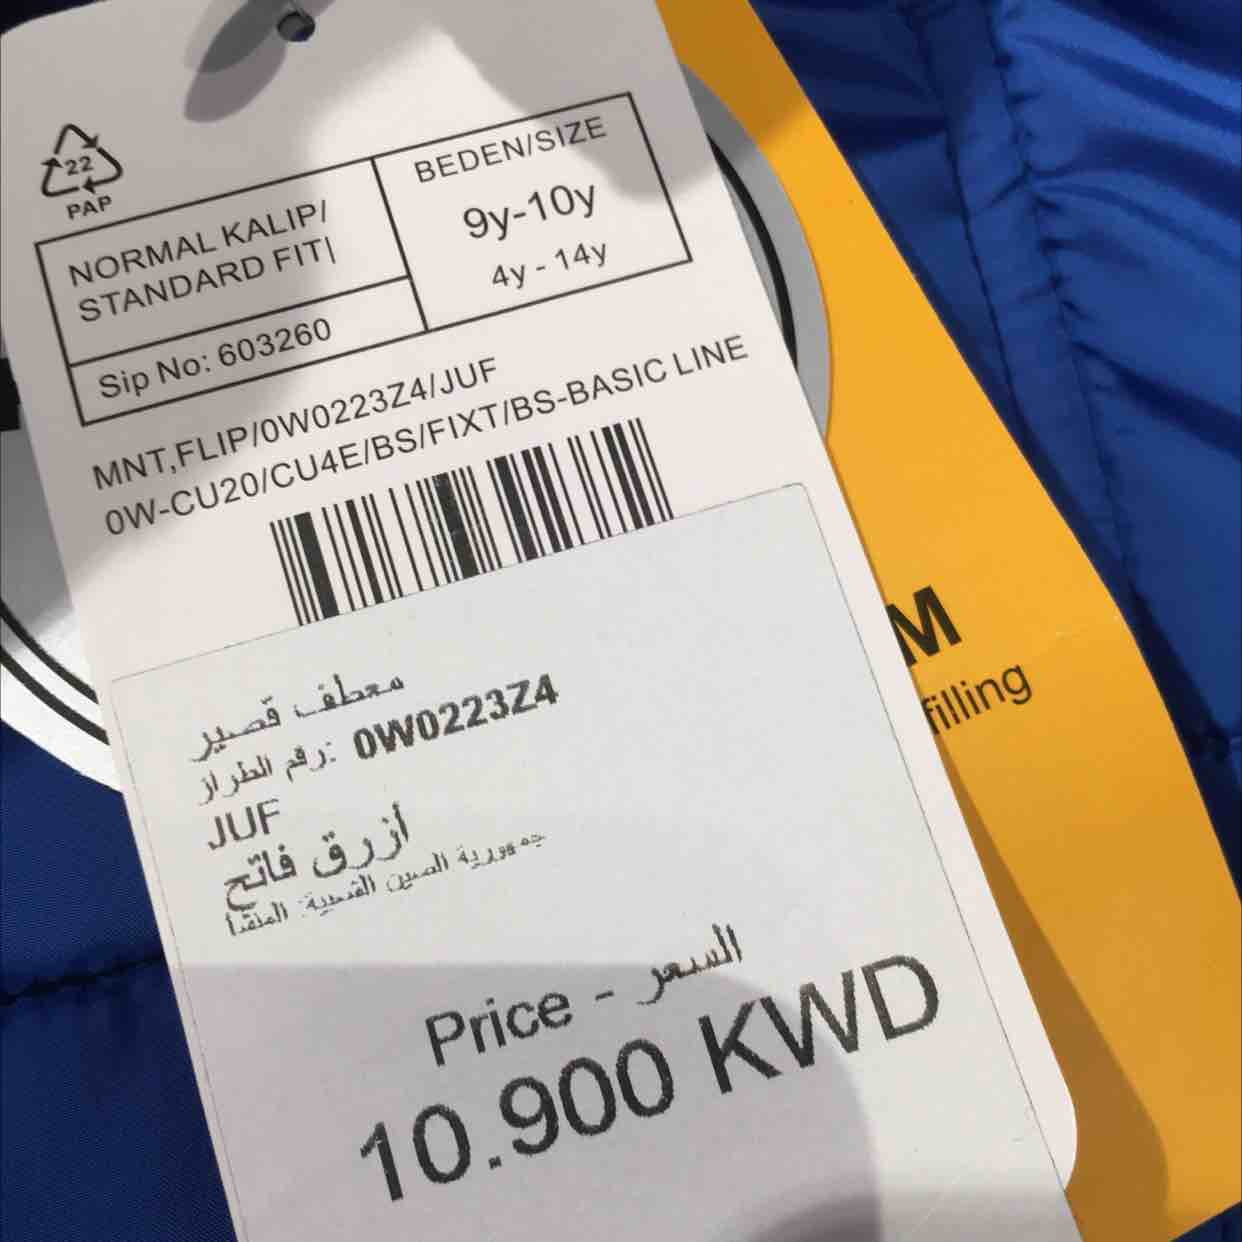 22
PAP
NORMAL KALIP/
STANDARD FIT|
Sip No: 603260
BEDEN/SIZE
9y-10y
4y - 14y
MNT,FLIP/0W0223Z4/JUF
0W-CU20/CU4E/BS/FIXT/BS-BASIC LINE
معطف قصير
رقم الطراز: 0W0223Z4
JUF
أزرق فاتح
جمهورية الصين الشعبية: المنشأ
Price - السعر
10.900 KWD
M
filling